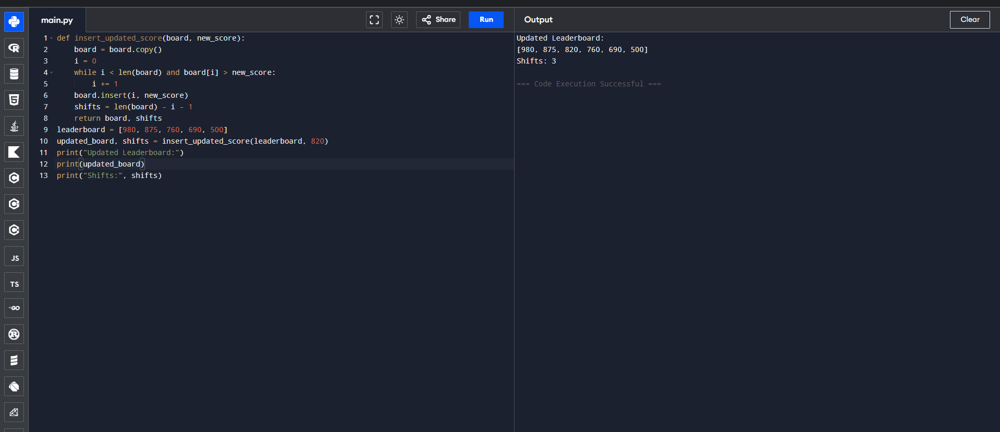 main.py
Share
Run
Output
Clear
1 def insert_updated_score(board, new_score):
2     board = board.copy()
3     i = 0
4     while i < len(board) and board[i] > new_score:
5         i += 1
6     board.insert(i, new_score)
7     shifts = len(board) - i - 1
8     return board, shifts
9 leaderboard = [980, 875, 760, 690, 500]
10 updated_board, shifts = insert_updated_score(leaderboard, 820)
11 print("Updated Leaderboard:")
12 print(updated_board)
13 print("Shifts:", shifts)
Updated Leaderboard:
[980, 875, 820, 760, 690, 500]
Shifts: 3
=== Code Execution Successful ===
R
5
C
C
C
JS
TS
GO
R